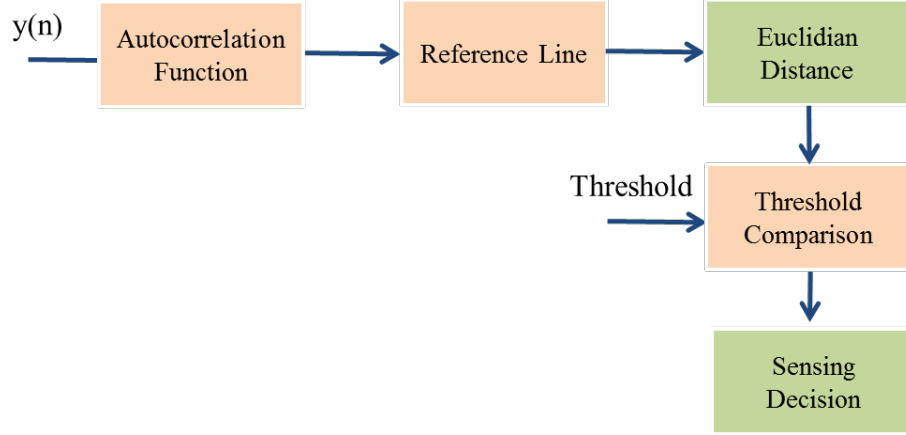 y(n)
Autocorrelation
Function
Reference Line
Euclidian
Distance
Threshold
Threshold
Comparison
Sensing
Decision